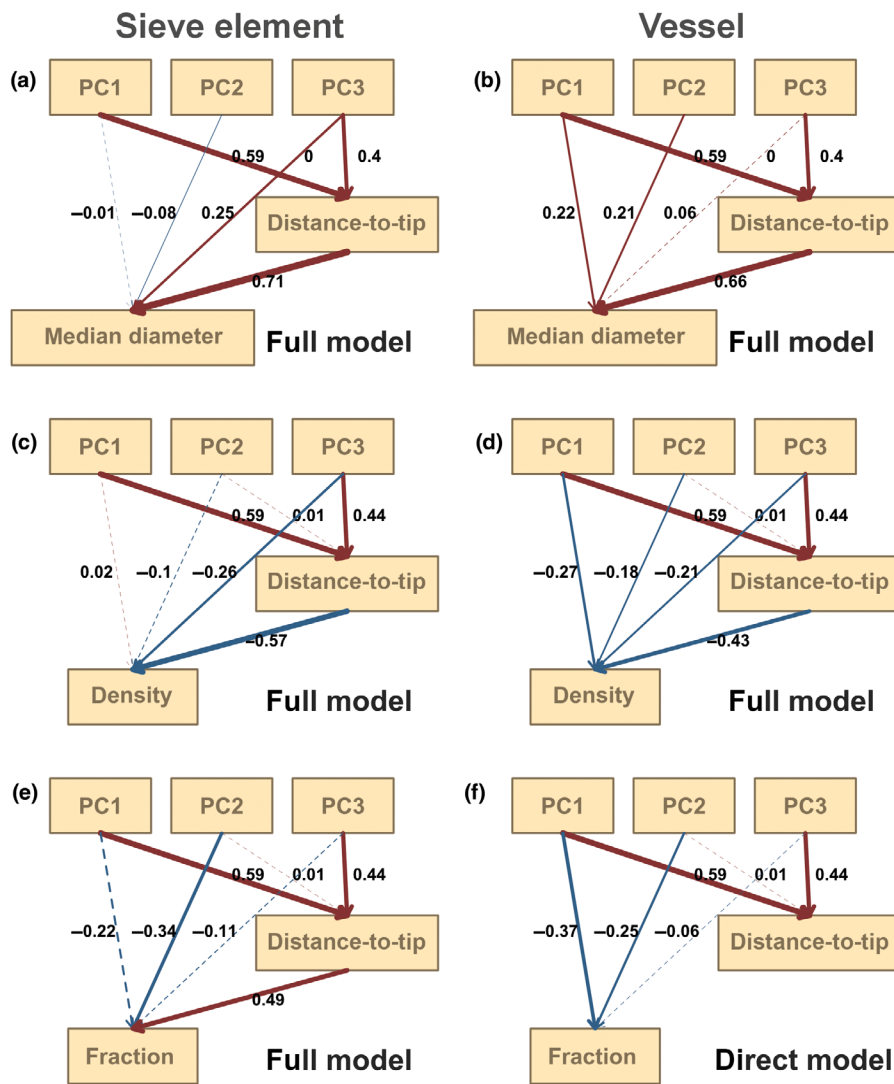 Sieve element Vessel
(a) PC1 PC2 PC3 (b) PC1 PC2 PC3
0.59 0 0.4 0.59 0 0.4
−0.01 −0.08 0.25 Distance-to-tip 0.22 0.21 0.06 Distance-to-tip
0.71 0.66
Median diameter Full model Median diameter Full model
(c) PC1 PC2 PC3 (d) PC1 PC2 PC3
0.59 0.01 0.44 0.59 0.01 0.44
0.02 −0.1 −0.26 Distance-to-tip −0.27 −0.18 −0.21 Distance-to-tip
−0.57 −0.43
Density Full model Density Full model
(e) PC1 PC2 PC3 (f) PC1 PC2 PC3
0.59 0.01 0.44 0.59 0.01 0.44
−0.22 −0.34 −0.11 Distance-to-tip −0.37 −0.25 −0.06 Distance-to-tip
0.49
Fraction Full model Fraction Direct model